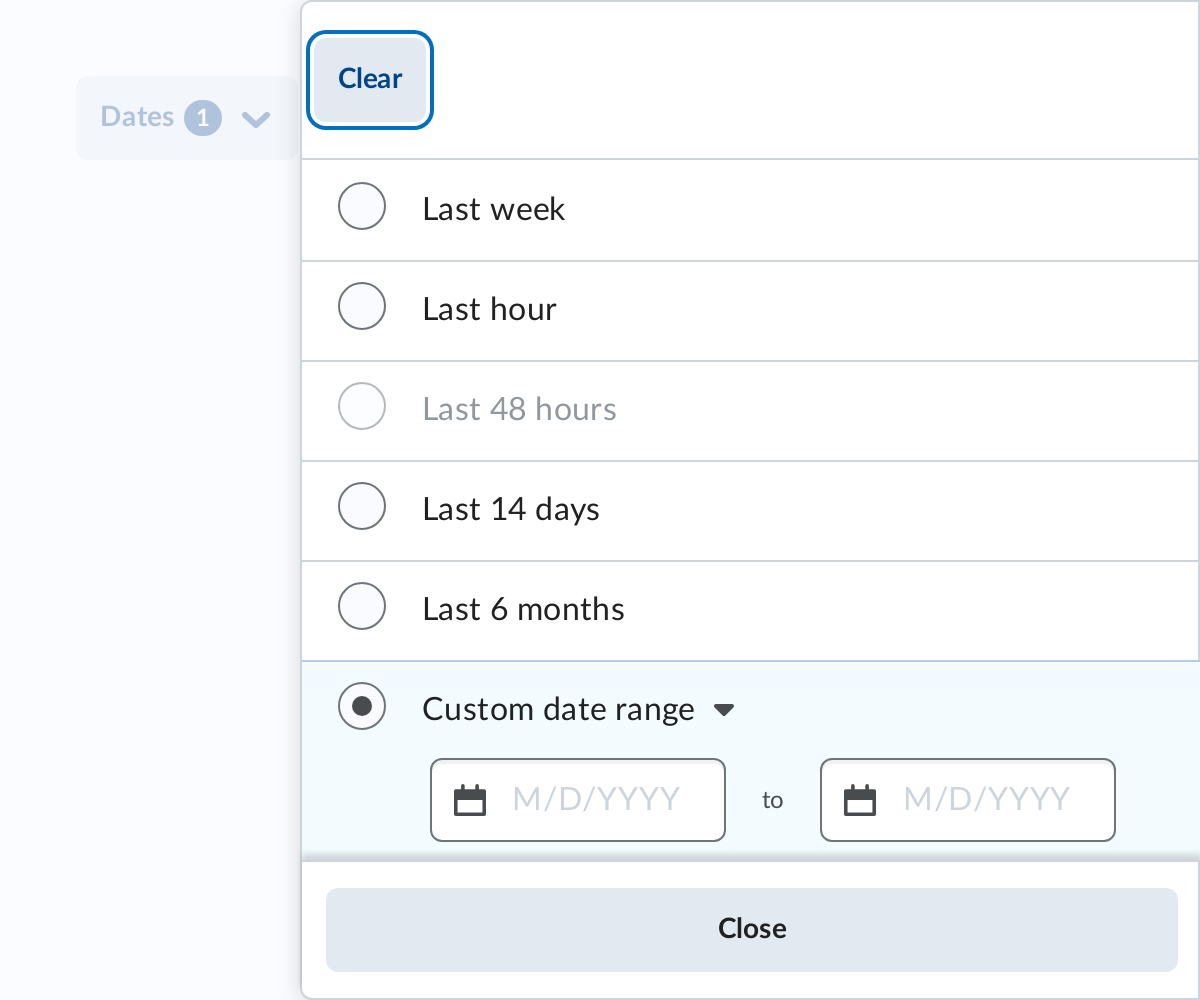 Clear
Dates 1
Last week
Last hour
Last 48 hours
Last 14 days
Last 6 months
Custom date range
M/D/YYYY to M/D/YYYY
Close